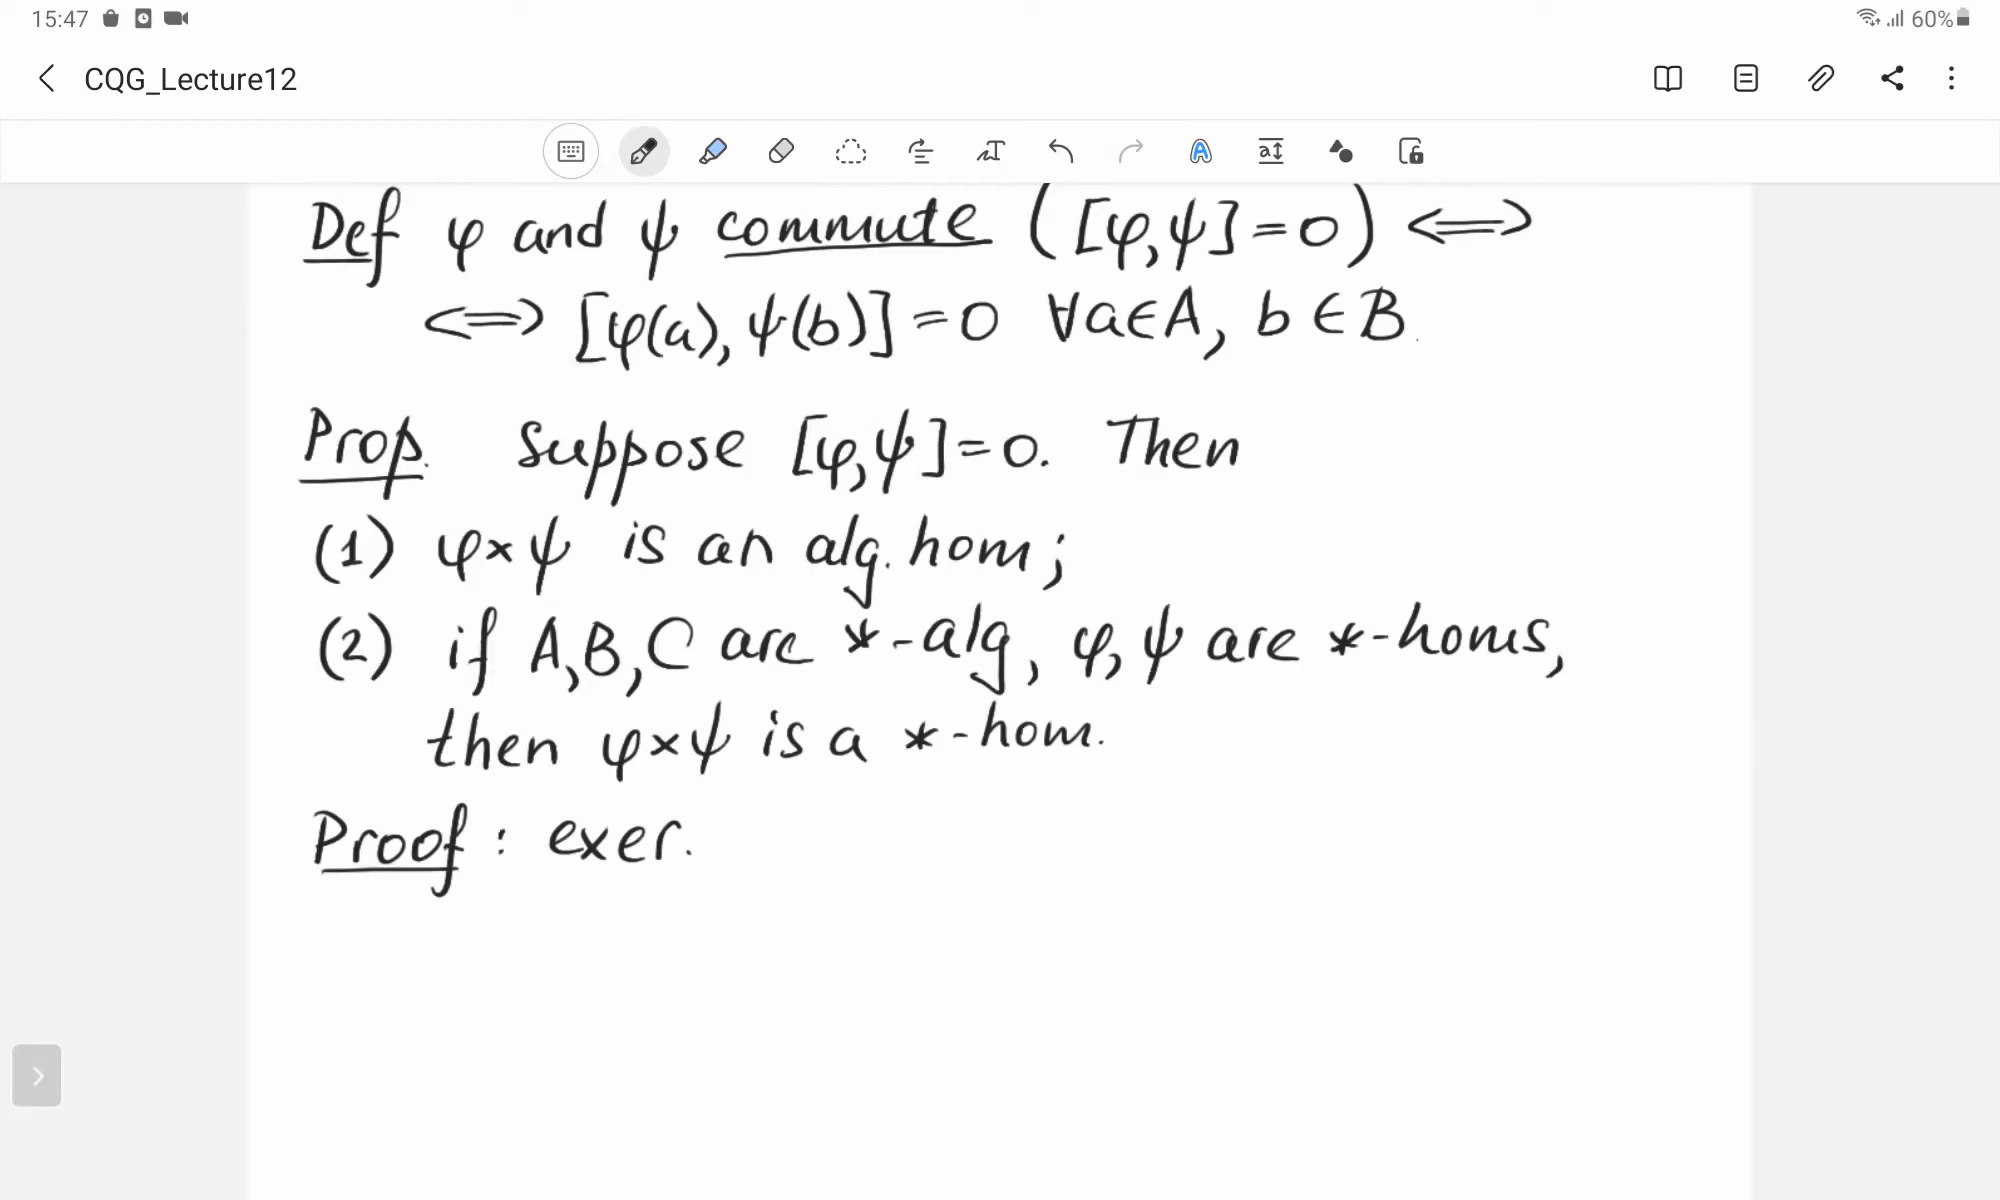 15:47 60%
CQG_Lecture12
Def φ and ψ commute ([φ,ψ]=0) ⟺
⟺ [φ(a), ψ(b)]=0 ∀a∈A, b∈B.
Prop. Suppose [φ,ψ]=0. Then
(1) φ×ψ is an alg. hom;
(2) if A,B,C are *-alg, φ,ψ are *-homs,
then φ×ψ is a *-hom.
Proof: exer.